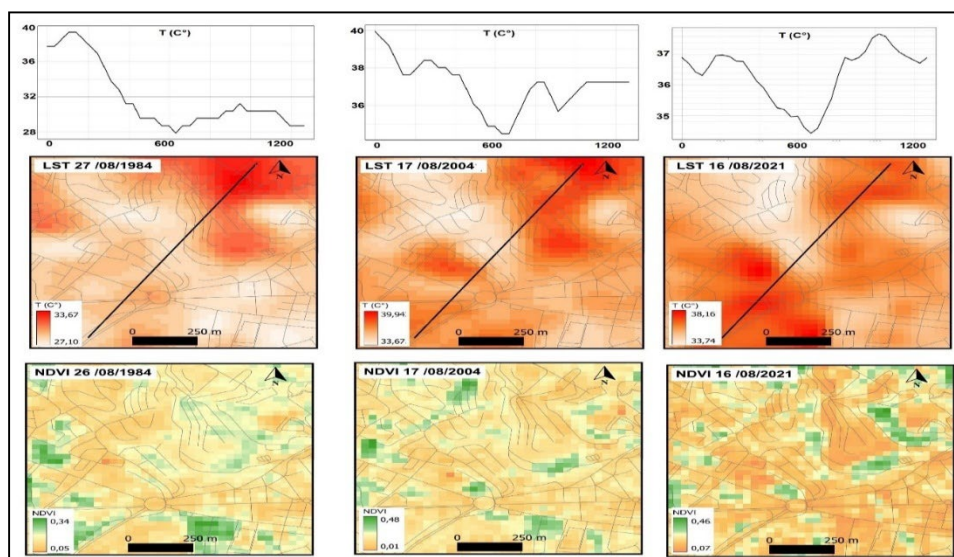 T (C°)
40
36
32
28
0
600
1200
T (C°)
40
38
36
0
600
1200
T (C°)
37
36
35
0
600
1200
LST 27 /08/1984
N
T (C°)
33,67
27,10
0
250 m
LST 17 /08/2004
N
T (C°)
39,94
33,67
0
250 m
LST 16 /08/2021
N
T (C°)
38,16
33,74
0
250 m
NDVI 26 /08/1984
N
NDVI
0,34
0,05
0
250 m
NDVI 17 /08/2004
N
NDVI
0,48
0,01
0
250 m
NDVI 16 /08/2021
N
NDVI
0,46
0,07
0
250 m